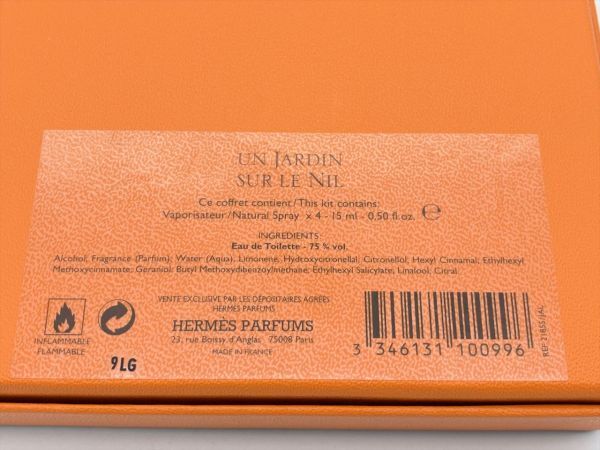 UN JARDIN
SUR LE NIL
Ce coffret contient/This kit contains:
Vaporisateur/Natural Spray x 4 - 15 ml - 0,50 fl.oz. ℮
INGREDIENTS:
Eau de Toilette - 75 % vol.
Alcohol, Fragrance (Parfum), Water (Aqua), Limonene, Hydroxycitronellal, Citronellol, Hexyl Cinnamal, Ethylhexyl
Methoxycinnamate, Geraniol, Butyl Methoxydibenzoylmethane, Ethylhexyl Salicylate, Linalool, Citral.
INFLAMMABLE
FLAMMABLE
9LG
VENTE EXCLUSIVE PAR LES DÉPOSITAIRES AGRÉÉS
HERMÈS PARFUMS
HERMÈS PARFUMS
23, rue Boissy d'Anglas 75008 Paris
MADE IN FRANCE
3 346131 100996
REF 21855/JAL